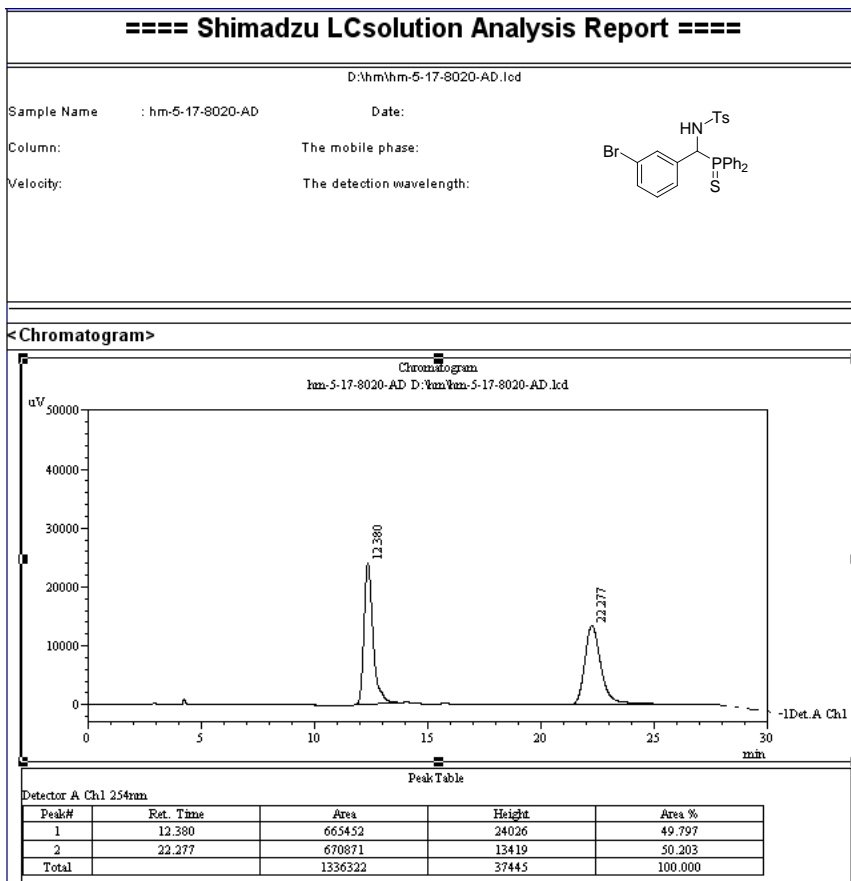 ==== Shimadzu LCsolution Analysis Report ====
D:\hm\hm-5-17-8020-AD.lcd
Sample Name : hm-5-17-8020-AD Date:
Column: The mobile phase:
Velocity: The detection wavelength:
HN Ts
Br PPh2
S
<Chromatogram>
Chromatogram
hm-5-17-8020-AD D:\hm\hm-5-17-8020-AD.lcd
uV
50000
40000
30000
20000
10000
0
12.380
22.277
-1Det.A Ch1
0 5 10 15 20 25 30
min
PeakTable
Detector A Ch1 254nm
Peak# Ret. Time Area Height Area %
1 12.380 665452 24026 49.797
2 22.277 670871 13419 50.203
Total 1336322 37445 100.000